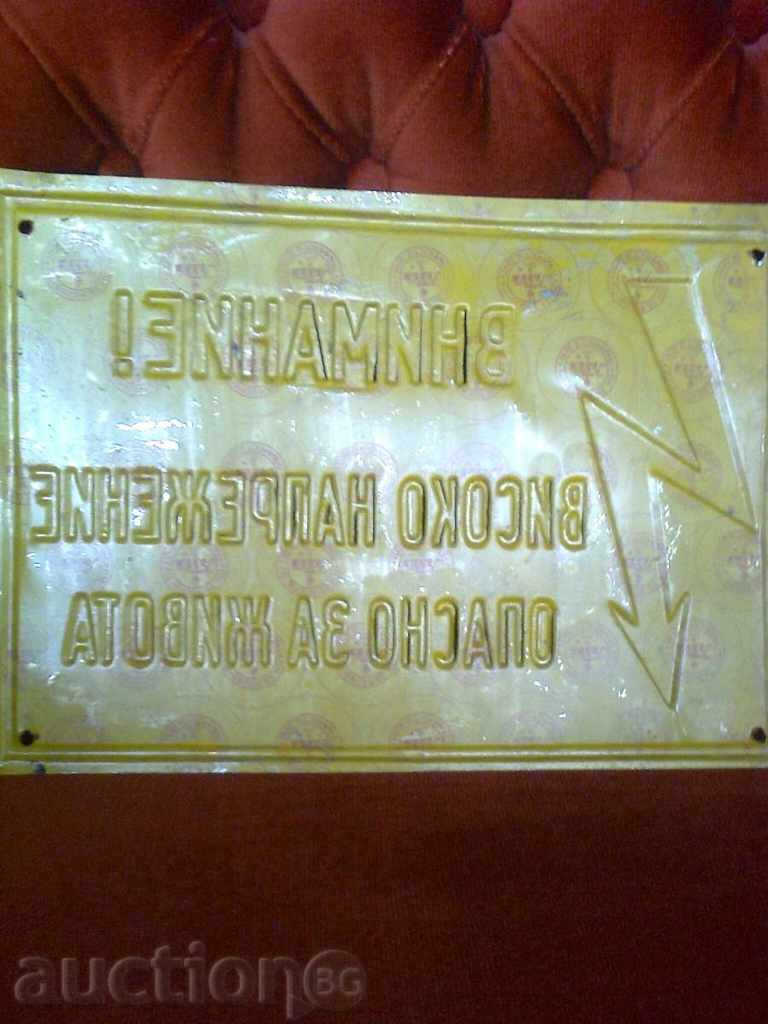 ВНИМАНИЕ!
ВИСОКО НАПРЕЖЕНИЕ
ОПАСНО ЗА ЖИВОТА
auctionBG